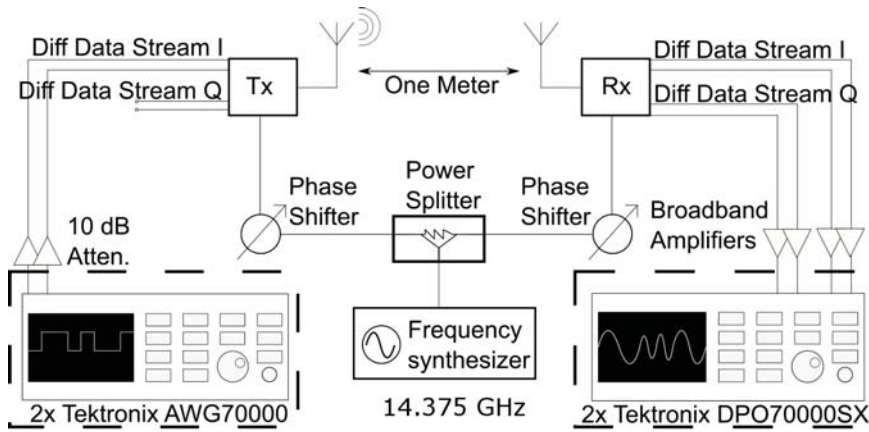 Diff Data Stream I
Diff Data Stream Q
Tx
One Meter
Rx
Diff Data Stream I
Diff Data Stream Q
Phase
Shifter
Power
Splitter
Phase
Shifter
Broadband
Amplifiers
10 dB
Atten.
Frequency
synthesizer
14.375 GHz
2x Tektronix AWG70000
2x Tektronix DPO70000SX